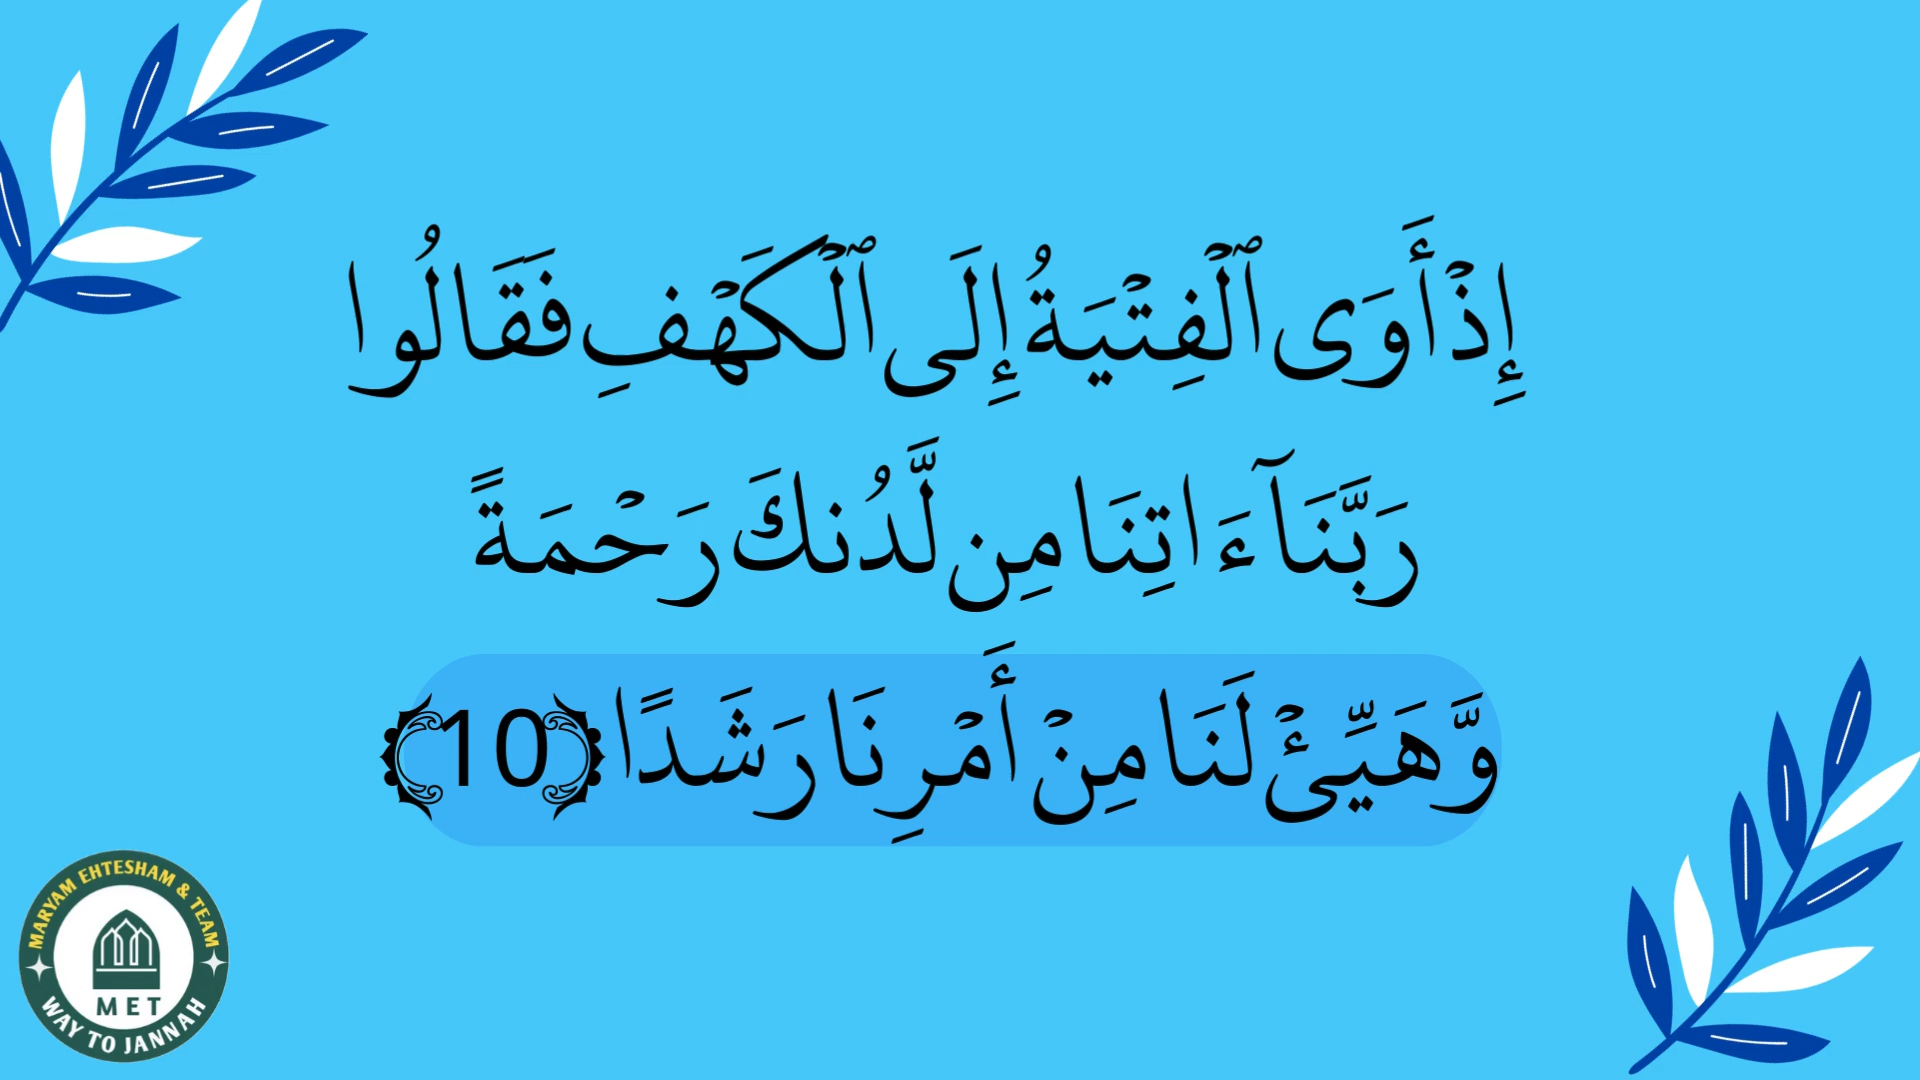 إِذْ أَوَى ٱلْفِتْيَةُ إِلَى ٱلْكَهْفِ فَقَالُوا
رَبَّنَآ ءَاتِنَا مِن لَّدُنكَ رَحْمَةً
وَّهَيِّئْ لَنَا مِنْ أَمْرِنَا رَشَدًا ﴿10﴾
MARYAM EHTESHAM & TEAM
MET
WAY TO JANNAH